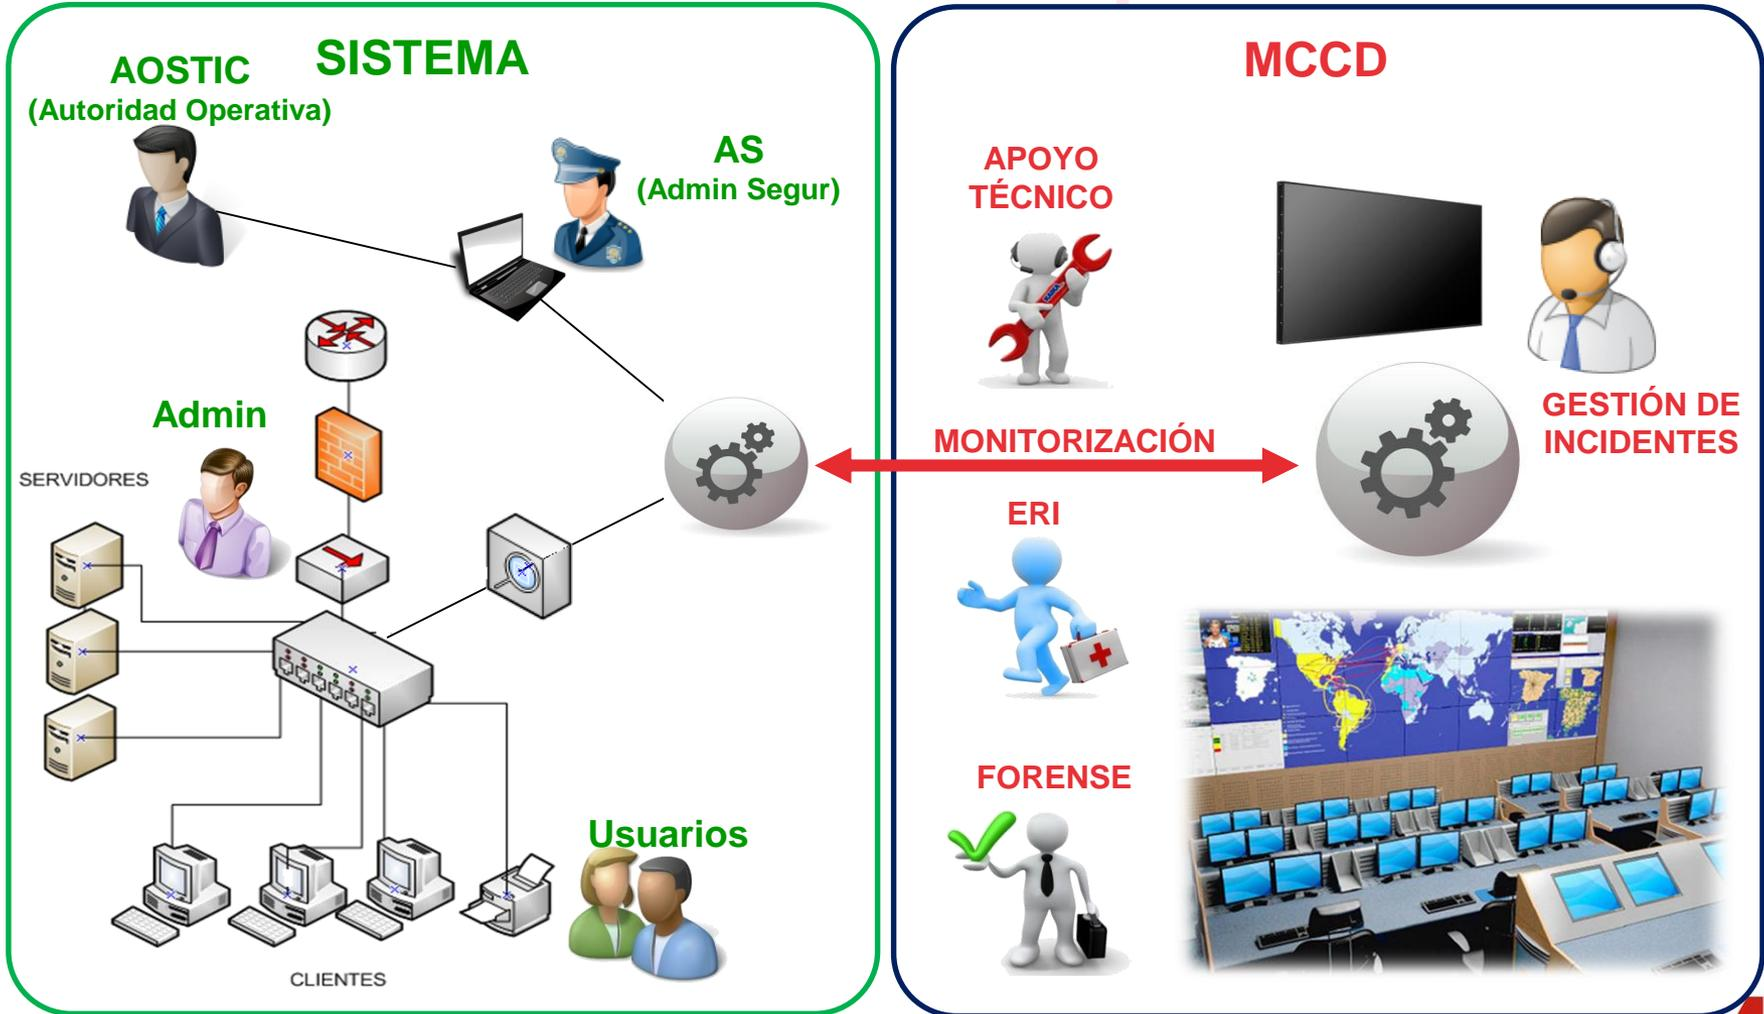 SISTEMA
AOSTIC
(Autoridad Operativa)
AS
(Admin Segur)
Admin
SERVIDORES
Usuarios
CLIENTES
MCCD
APOYO
TÉCNICO
GESTIÓN DE
INCIDENTES
MONITORIZACIÓN
ERI
FORENSE